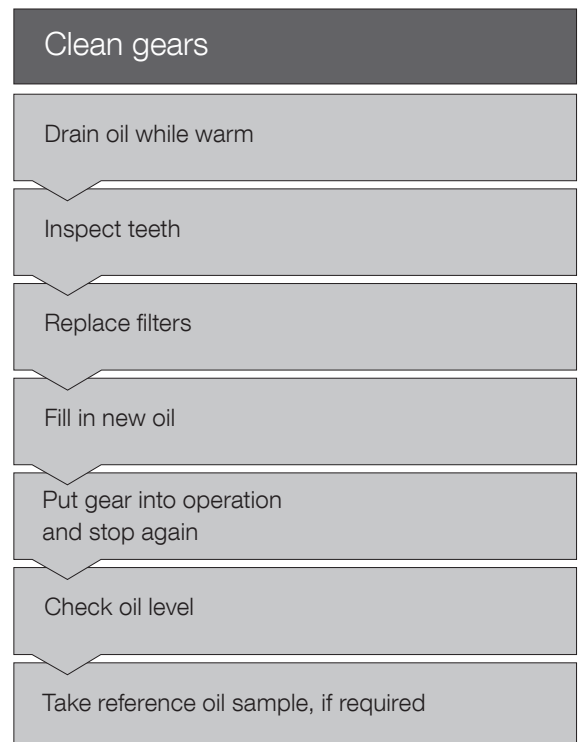 Clean gears
Drain oil while warm
Inspect teeth
Replace filters
Fill in new oil
Put gear into operation
and stop again
Check oil level
Take reference oil sample, if required